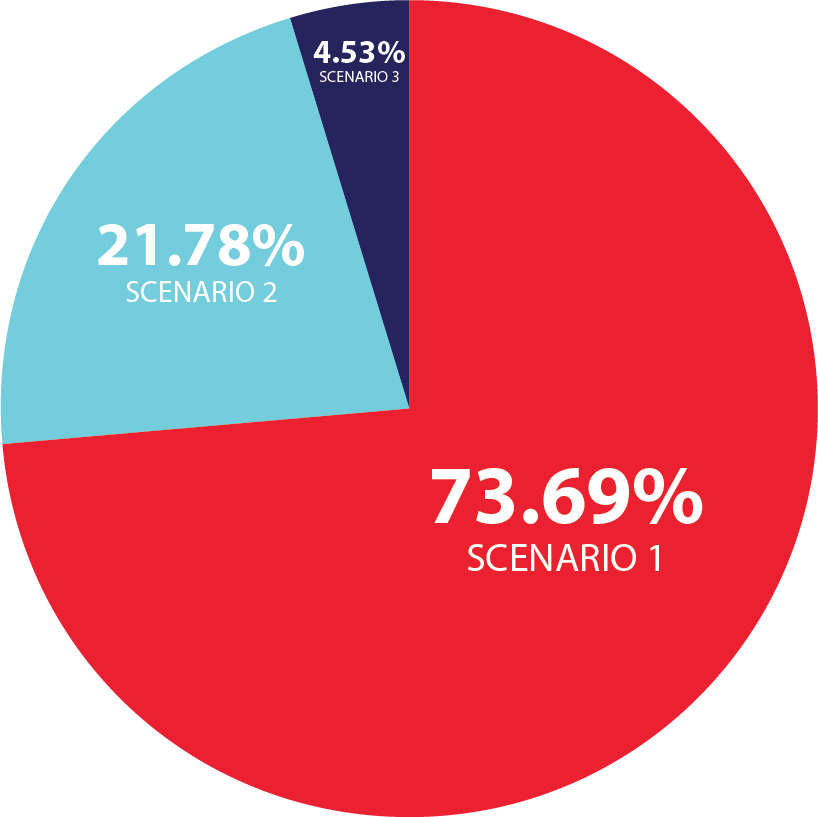 4.53%
SCENARIO 3
21.78%
SCENARIO 2
73.69%
SCENARIO 1